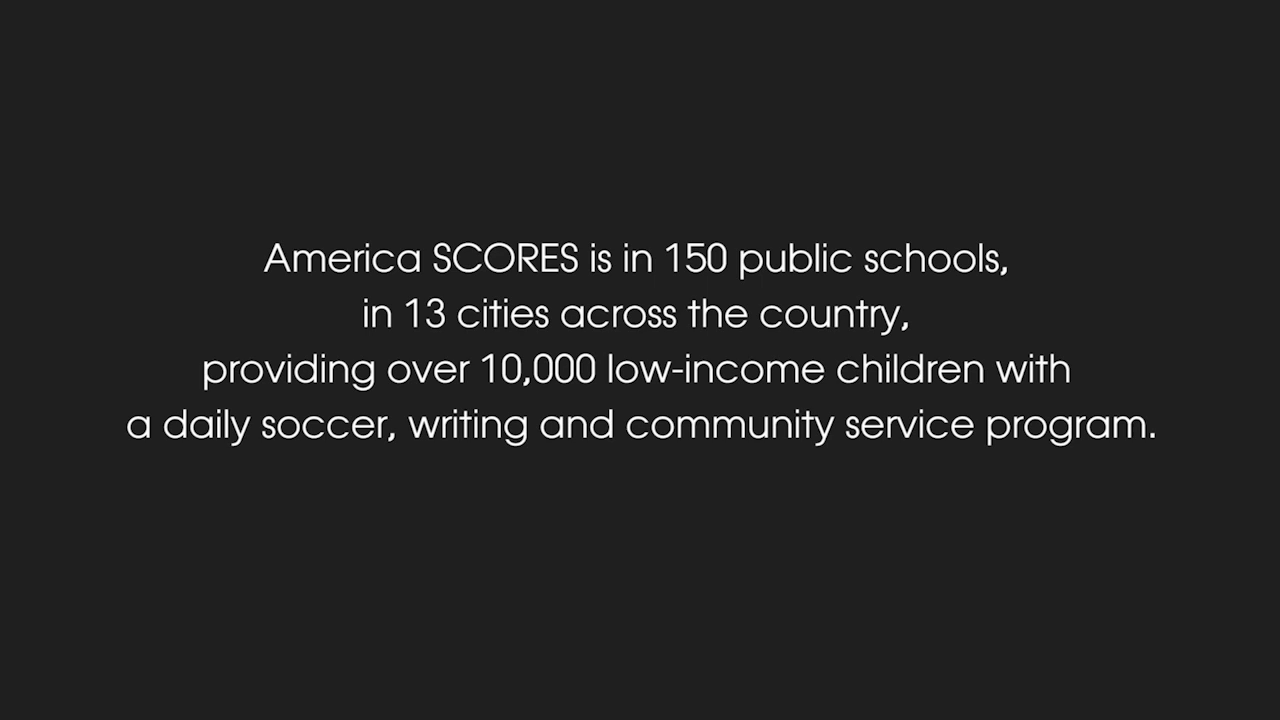 America SCORES is in 150 public schools,
in 13 cities across the country,
providing over 10,000 low-income children with
a daily soccer, writing and community service program.